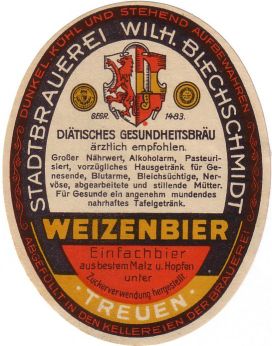 DUNKEL, KÜHL UND STEHEND AUFBEWAHREN
STADTBRAUEREI WILH. BLECHSCHMIDT
GEGR. 1483.
DIÄTISCHES GESUNDHEITSBRÄU
ärztlich empfohlen.
Großer Nährwert, Alkoholarm, Pasteuri-
siert, vorzügliches Hausgetränk für Ge-
nesende, Blutarme, Bleichsüchtige, Ner-
vöse, abgearbeitete und stillende Mütter.
Für Gesunde ein angenehm mundendes
nahrhaftes Tafelgetränk.
WEIZENBIER
Einfachbier
aus bestem Malz u. Hopfen
unter
Zuckerverwendung hergestellt.
· TREUEN ·
ABGEFÜLLT IN DEN KELLEREIEN DER BRAUEREI